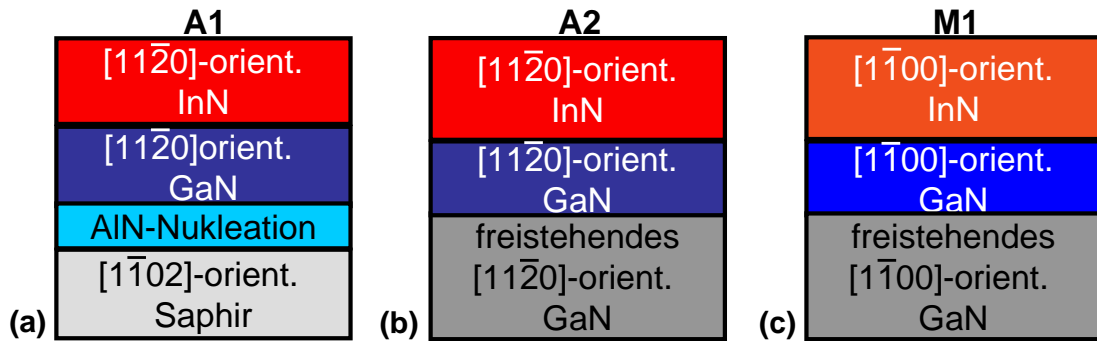 A1
[112̅0]-orient.
InN
[112̅0]orient.
GaN
AlN-Nukleation
[11̅02]-orient.
Saphir
(a)
A2
[112̅0]-orient.
InN
[112̅0]-orient.
GaN
freistehendes
[112̅0]-orient.
GaN
(b)
M1
[11̅00]-orient.
InN
[11̅00]-orient.
GaN
freistehendes
[11̅00]-orient.
GaN
(c)